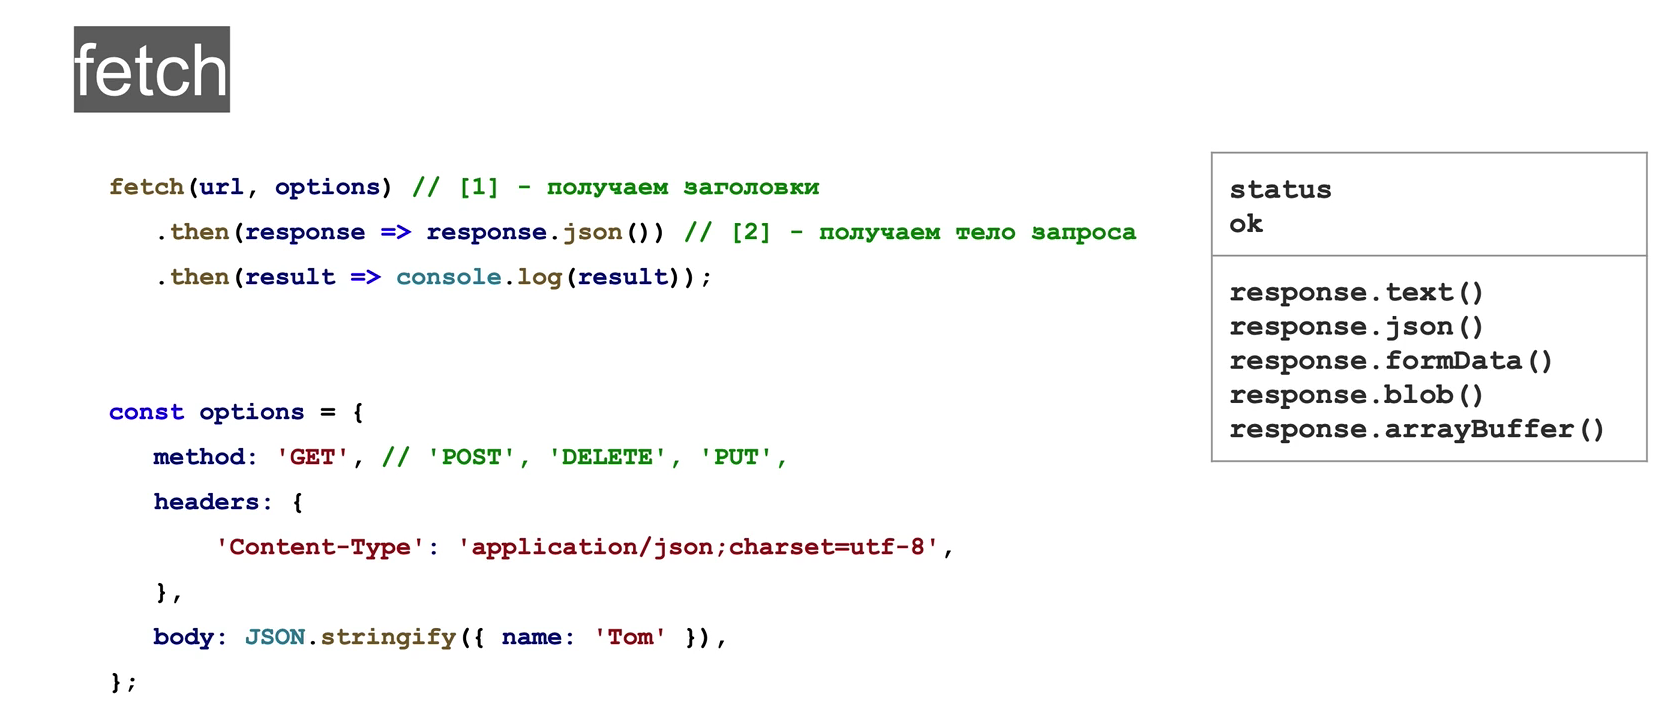 fetch
fetch(url, options) // [1] - получаем заголовки
.then(response => response.json()) // [2] - получаем тело запроса
.then(result => console.log(result));
const options = {
method: 'GET', // 'POST', 'DELETE', 'PUT',
headers: {
'Content-Type': 'application/json;charset=utf-8',
},
body: JSON.stringify({ name: 'Tom' }),
};
status
ok
response.text()
response.json()
response.formData()
response.blob()
response.arrayBuffer()